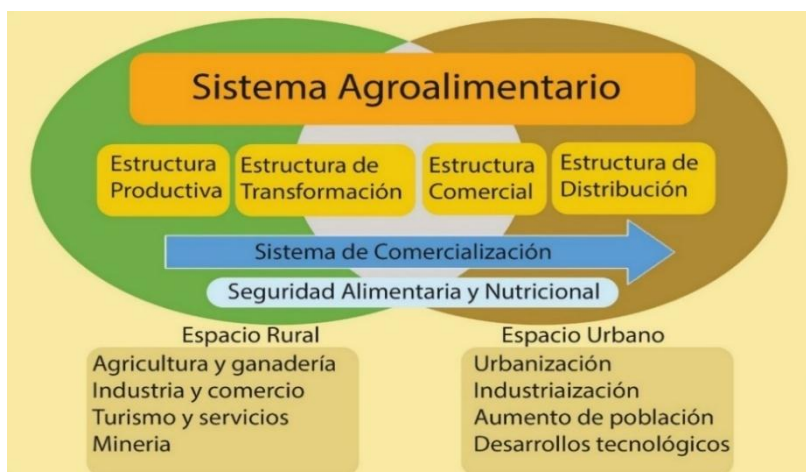 Sistema Agroalimentario
Estructura
Productiva
Estructura de
Transformación
Estructura
Comercial
Estructura de
Distribución
Sistema de Comercialización
Seguridad Alimentaria y Nutricional
Espacio Rural
Agricultura y ganadería
Industria y comercio
Turismo y servicios
Mineria
Espacio Urbano
Urbanización
Industriaización
Aumento de población
Desarrollos tecnológicos